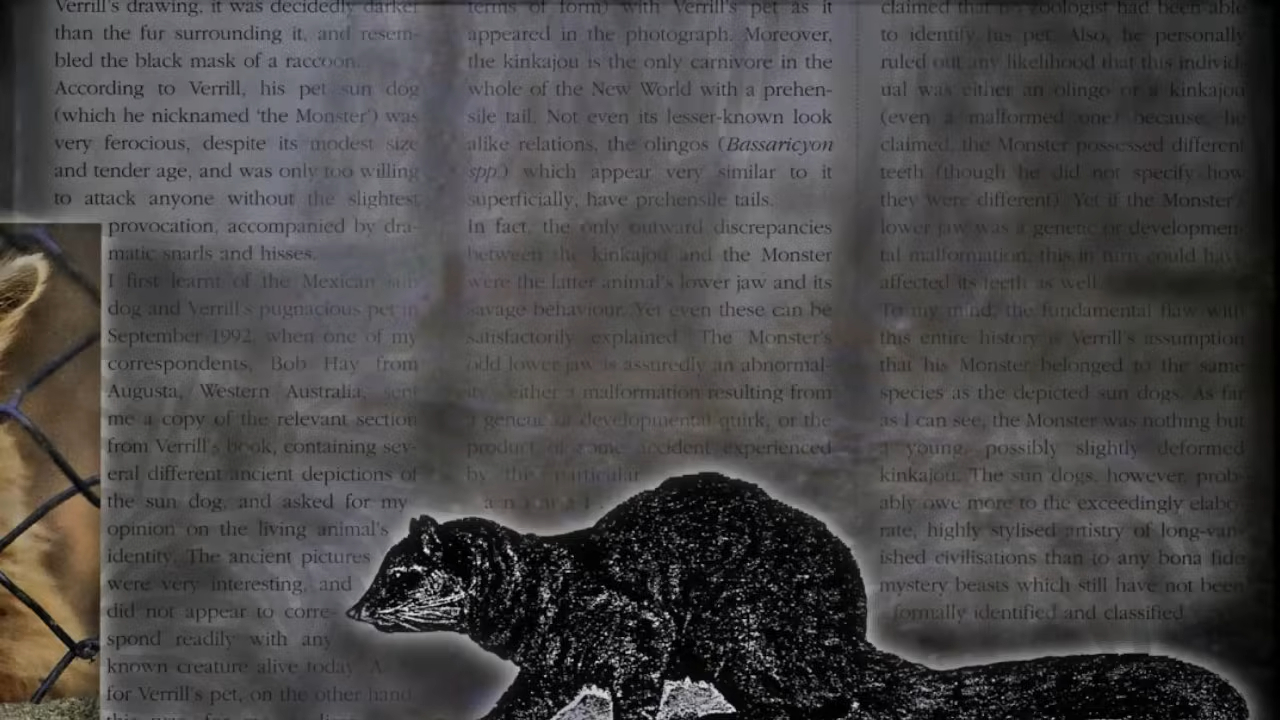 Verrill's drawing, it was decidedly darker
than the fur surrounding it, and resem-
bled the black mask of a raccoon.
According to Verrill, his pet sun dog
(which he nicknamed 'the Monster') was
very ferocious, despite its modest size
and tender age, and was only too willing
to attack anyone without the slightest
provocation, accompanied by dra-
matic snarls and hisses.
I first learnt of the Mexican sun
dog and Verrill's pugnacious pet in
September 1992, when one of my
correspondents, Bob Hay from
Augusta, Western Australia, sent
me a copy of the relevant section
from Verrill's book, containing sev-
eral different ancient depictions of
the sun dog, and asked for my
opinion on the living animal's
identity. The ancient pictures
were very interesting, and
did not appear to corre-
spond readily with any
known creature alive today. A
for Verrill's pet, on the other hand
terms of form) with Verrill's pet as it
appeared in the photograph. Moreover,
the kinkajou is the only carnivore in the
whole of the New World with a prehen-
sile tail. Not even its lesser-known look
alike relations, the olingos (Bassaricyon
spp.) which appear very similar to it
superficially, have prehensile tails.
In fact, the only outward discrepancies
between the kinkajou and the Monster
were the latter animal's lower jaw and its
savage behaviour. Yet even these can be
satisfactorily explained. The Monster's
odd lower jaw is assuredly an abnormal-
ity, either a malformation resulting from
a genetic or developmental quirk, or the
product of some accident experienced
by this particular
animal.
claimed that no zoologist had been able
to identify his pet. Also, he personally
ruled out any likelihood that this individ-
ual was either an olingo or a kinkajou
(even a malformed one) because, he
claimed, the Monster possessed different
teeth (though he did not specify how
they were different). Yet if the Monster's
lower jaw was a genetic or developmen-
tal malformation, this in turn could have
affected its teeth as well.
To my mind, the fundamental flaw with
this entire history is Verrill's assumption
that his Monster belonged to the same
species as the depicted sun dogs. As far
as I can see, the Monster was nothing but
a young, possibly slightly deformed
kinkajou. The sun dogs, however, prob-
ably owe more to the exceedingly elabo-
rate, highly stylised artistry of long-van-
ished civilisations than to any bona fide
mystery beasts which still have not been
formally identified and classified